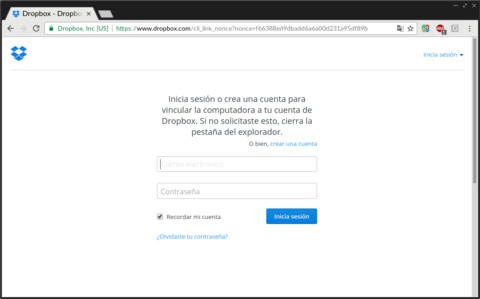 Dropbox - Dropbo
Dropbox, Inc [US]
https://www.dropbox.com/cli_link_nonce?nonce=f66388ed9dbadd6a6a00d231a95df89b
Inicia sesión
Inicia sesión o crea una cuenta para
vincular la computadora a tu cuenta de
Dropbox. Si no solicitaste esto, cierra la
pestaña del explorador.
O bien, crear una cuenta
Correo electrónico
Contraseña
Recordar mi cuenta
Inicia sesión
¿Olvidaste tu contraseña?